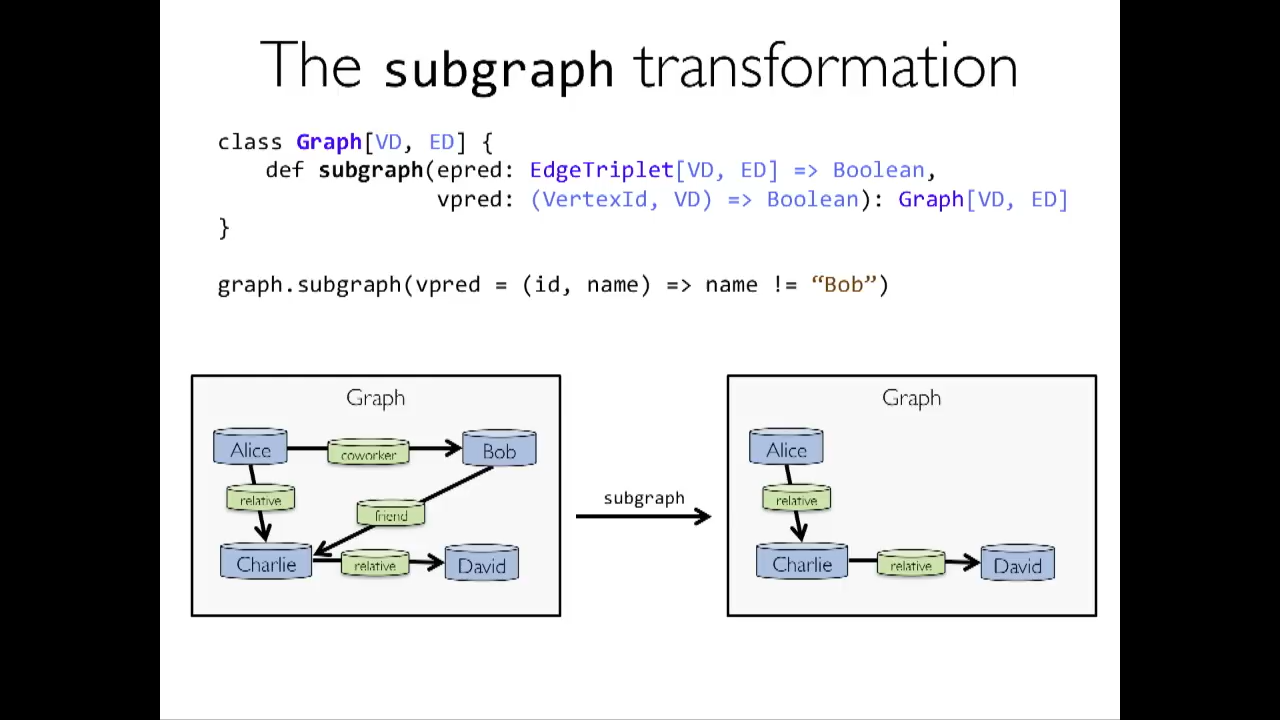 The subgraph transformation
class Graph[VD, ED] {
def subgraph(epred: EdgeTriplet[VD, ED] => Boolean,
vpred: (VertexId, VD) => Boolean): Graph[VD, ED]
}
graph.subgraph(vpred = (id, name) => name != “Bob”)
Graph
Alice
coworker
Bob
relative
friend
Charlie
relative
David
subgraph
Graph
Alice
relative
Charlie
relative
David